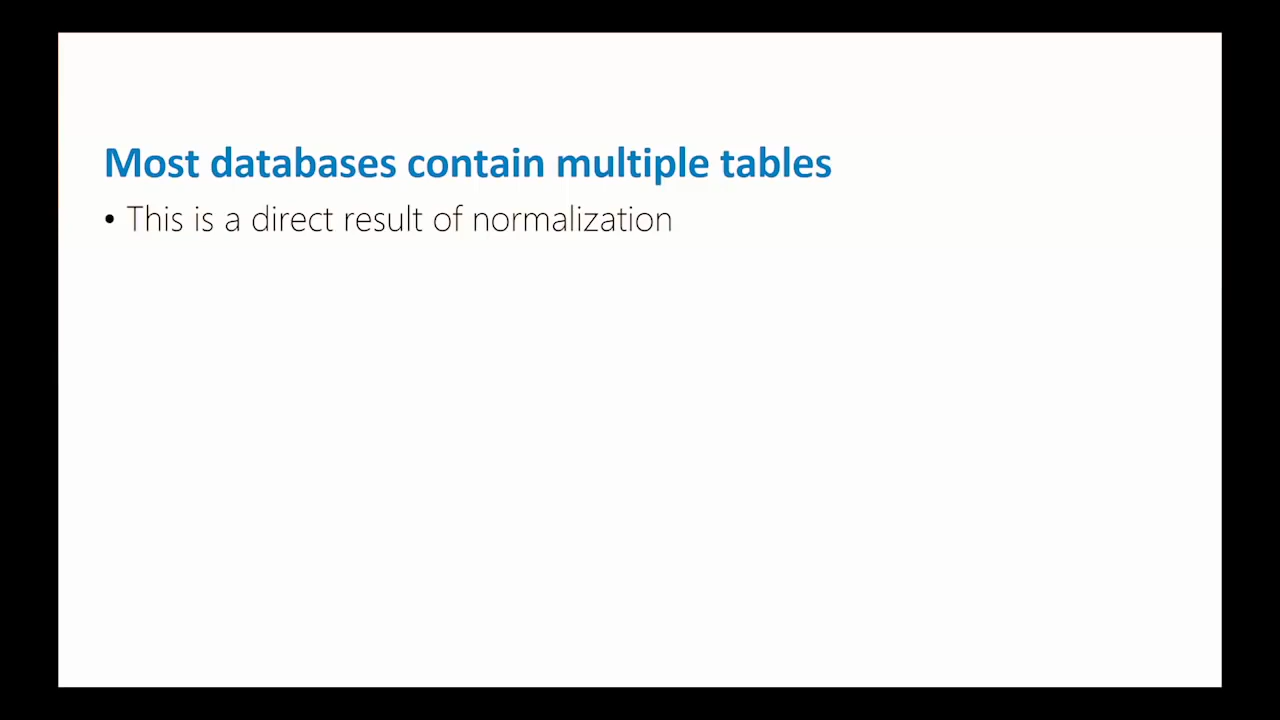 Most databases contain multiple tables
• This is a direct result of normalization